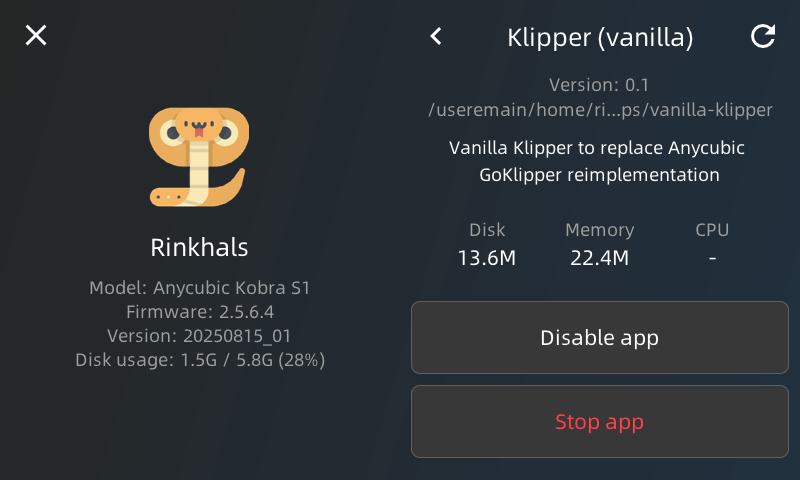 Rinkhals
Model: Anycubic Kobra S1
Firmware: 2.5.6.4
Version: 20250815_01
Disk usage: 1.5G / 5.8G (28%)
Klipper (vanilla)
Version: 0.1
/useremain/home/ri...ps/vanilla-klipper
Vanilla Klipper to replace Anycubic
GoKlipper reimplementation
Disk Memory CPU
13.6M 22.4M -
Disable app
Stop app